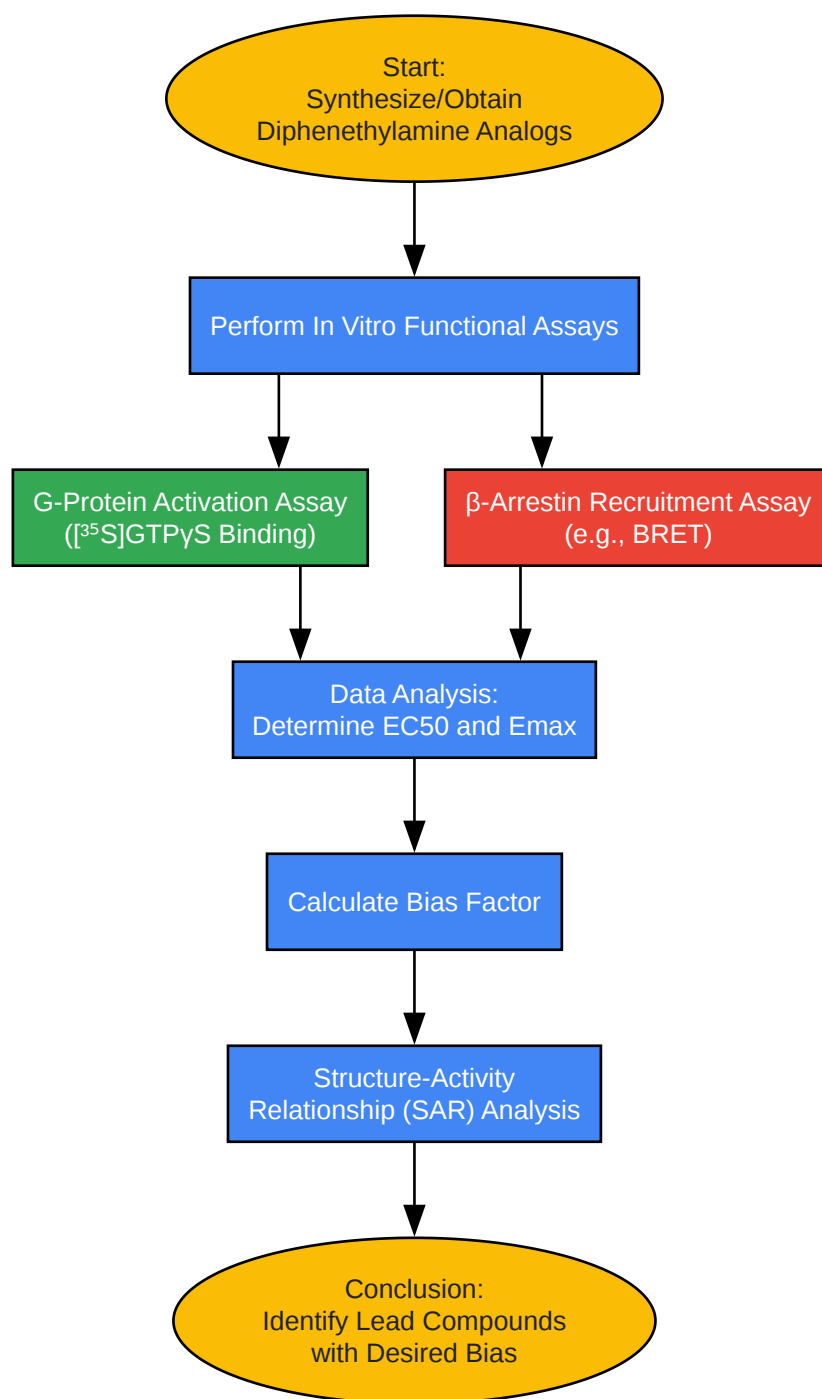 Start:
Synthesize/Obtain
Diphenethylamine Analogs
Perform In Vitro Functional Assays
G-Protein Activation Assay
([³⁵S]GTPγS Binding)
β-Arrestin Recruitment Assay
(e.g., BRET)
Data Analysis:
Determine EC50 and Emax
Calculate Bias Factor
Structure-Activity
Relationship (SAR) Analysis
Conclusion:
Identify Lead Compounds
with Desired Bias